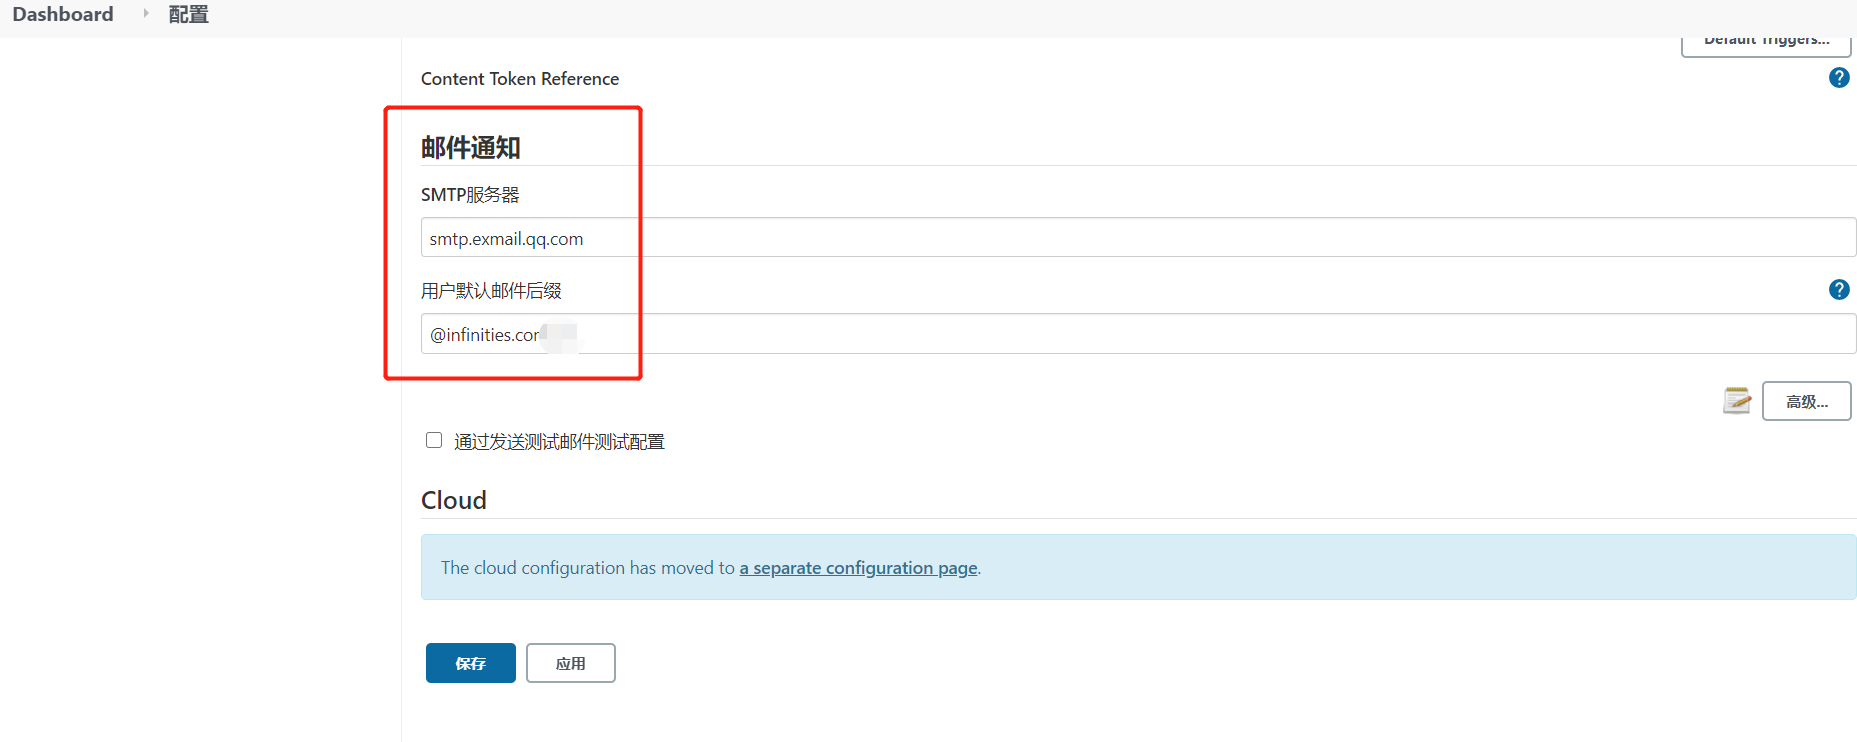 Dashboard 配置
Default Triggers...
Content Token Reference
邮件通知
SMTP服务器
smtp.exmail.qq.com
用户默认邮件后缀
@infinities.co
高级...
通过发送测试邮件测试配置
Cloud
The cloud configuration has moved to a separate configuration page.
保存 应用